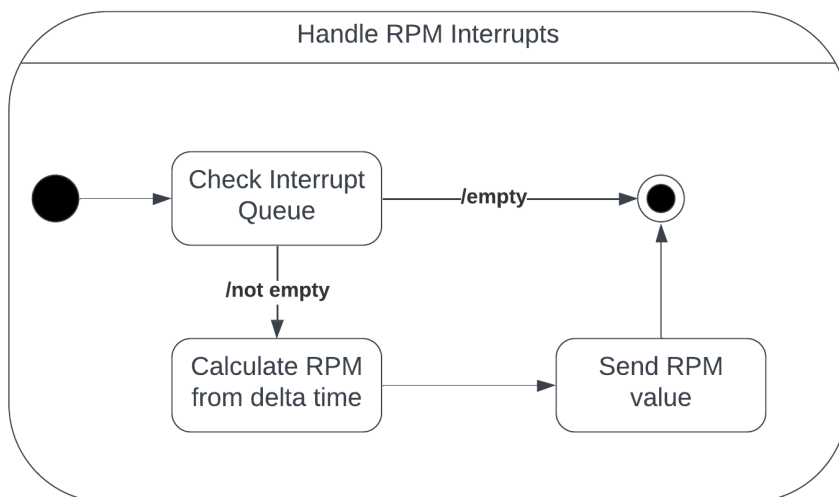 Handle RPM Interrupts
Check Interrupt
Queue
/empty
/not empty
Calculate RPM
from delta time
Send RPM
value